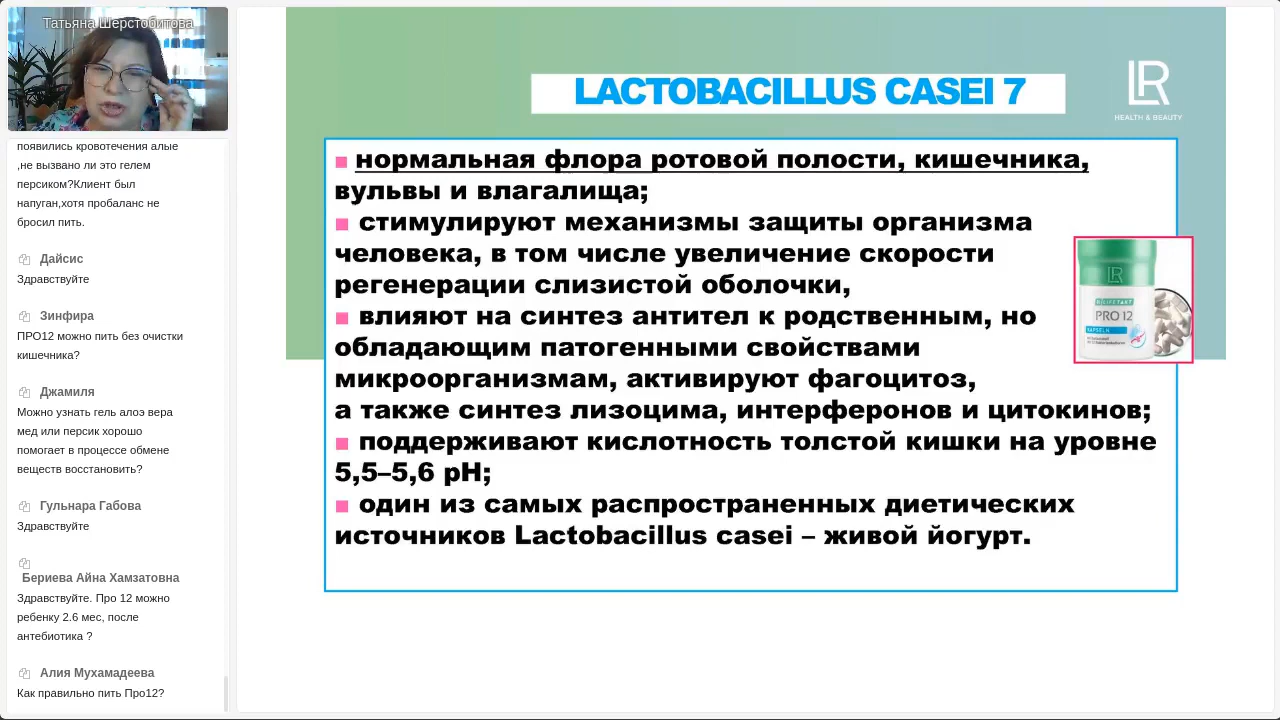 Татьяна Шерстобитова
появились кровотечения алые
,не вызвано ли это гелем
персиком?Клиент был
напуган,хотя пробаланс не
бросил пить.
Дайсис
Здравствуйте
Зинфира
ПРО12 можно пить без очистки
кишечника?
Джамиля
Можно узнать гель алоэ вера
мед или персик хорошо
помогает в процессе обмене
веществ восстановить?
Гульнара Габова
Здравствуйте
Бериева Айна Хамзатовна
Здравствуйте. Про 12 можно
ребенку 2.6 мес, после
антебиотика ?
Алия Мухамадеева
Как правильно пить Про12?
LACTOBACILLUS CASEI 7
LR
HEALTH & BEAUTY
нормальная флора ротовой полости, кишечника,
вульвы и влагалища;
стимулируют механизмы защиты организма
человека, в том числе увеличение скорости
регенерации слизистой оболочки,
влияют на синтез антител к родственным, но
обладающим патогенными свойствами
микроорганизмам, активируют фагоцитоз,
а также синтез лизоцима, интерферонов и цитокинов;
поддерживают кислотность толстой кишки на уровне
5,5–5,6 pH;
один из самых распространенных диетических
источников Lactobacillus casei – живой йогурт.
LR
LIFETAKT
PRO 12
KAPSELN